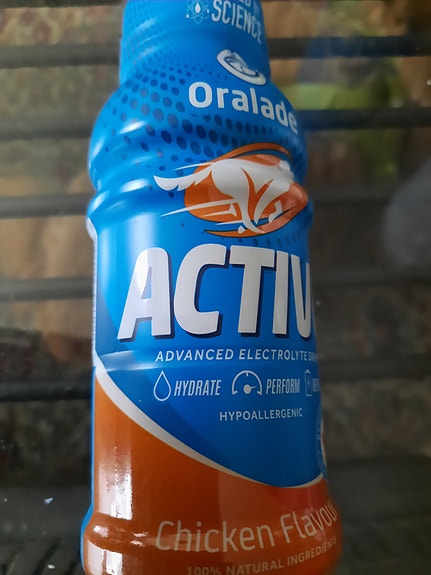 SCIENCE
Oralade
ACTIV
ADVANCED ELECTROLYTE
HYDRATE PERFORM
HYPOALLERGENIC
Chicken Flavou
100% NATURAL INGREDIENTS